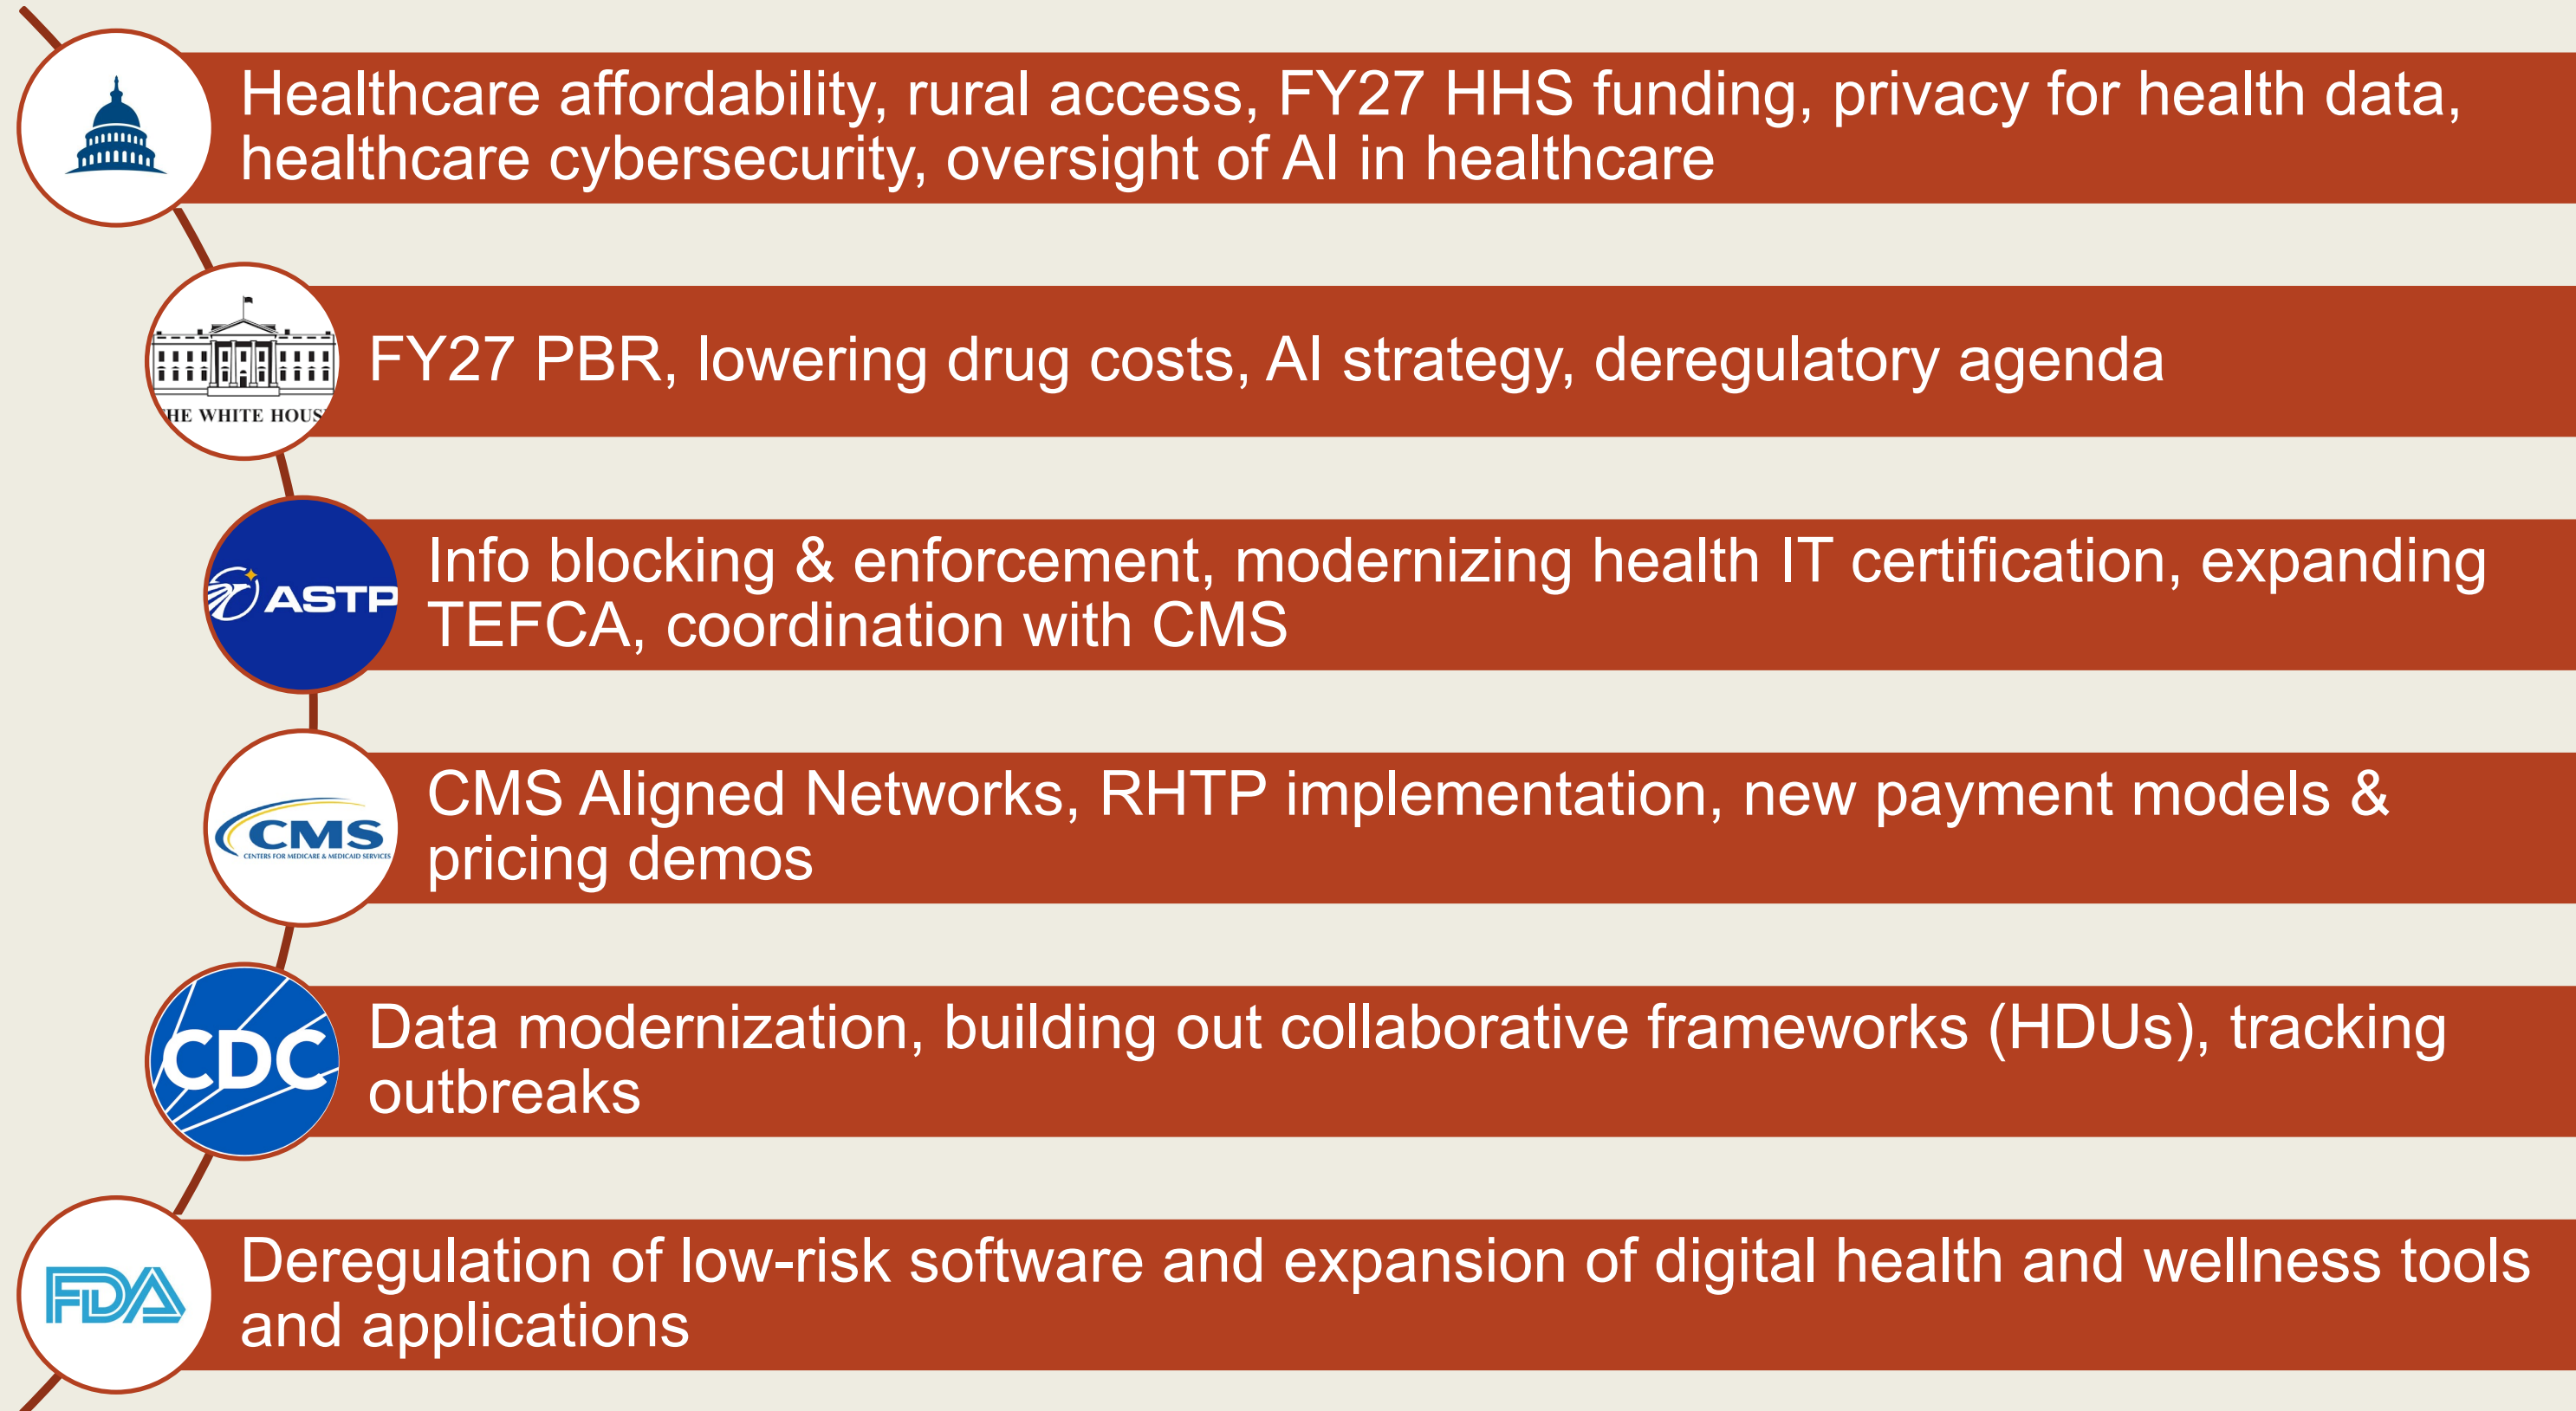 Healthcare affordability, rural access, FY27 HHS funding, privacy for health data,
healthcare cybersecurity, oversight of AI in healthcare
FY27 PBR, lowering drug costs, AI strategy, deregulatory agenda
HE WHITE HOUS
Info blocking & enforcement, modernizing health IT certification, expanding
TEFCA, coordination with CMS
ASTP
CMS Aligned Networks, RHTP implementation, new payment models &
pricing demos
CMS
CENTERS FOR MEDICARE & MEDICAID SERVICES
Data modernization, building out collaborative frameworks (HDUs), tracking
outbreaks
CDC
Deregulation of low-risk software and expansion of digital health and wellness tools
and applications
FDA